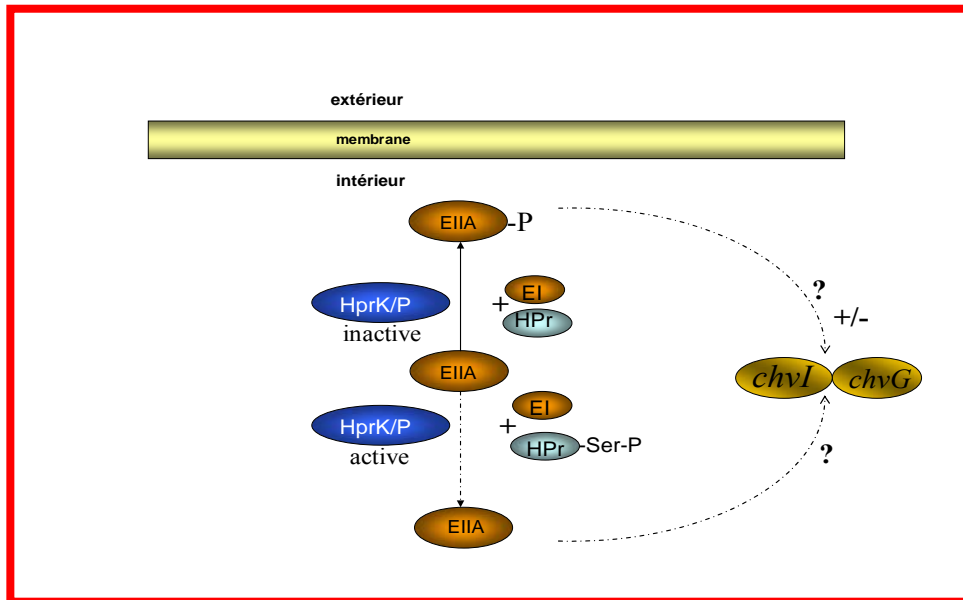 extérieur
membrane
intérieur
EIIA -P
HprK/P
inactive
+ EI
HPr
?
+/-
EIIA
chvI chvG
HprK/P
active
+ EI
HPr -Ser-P
?
EIIA